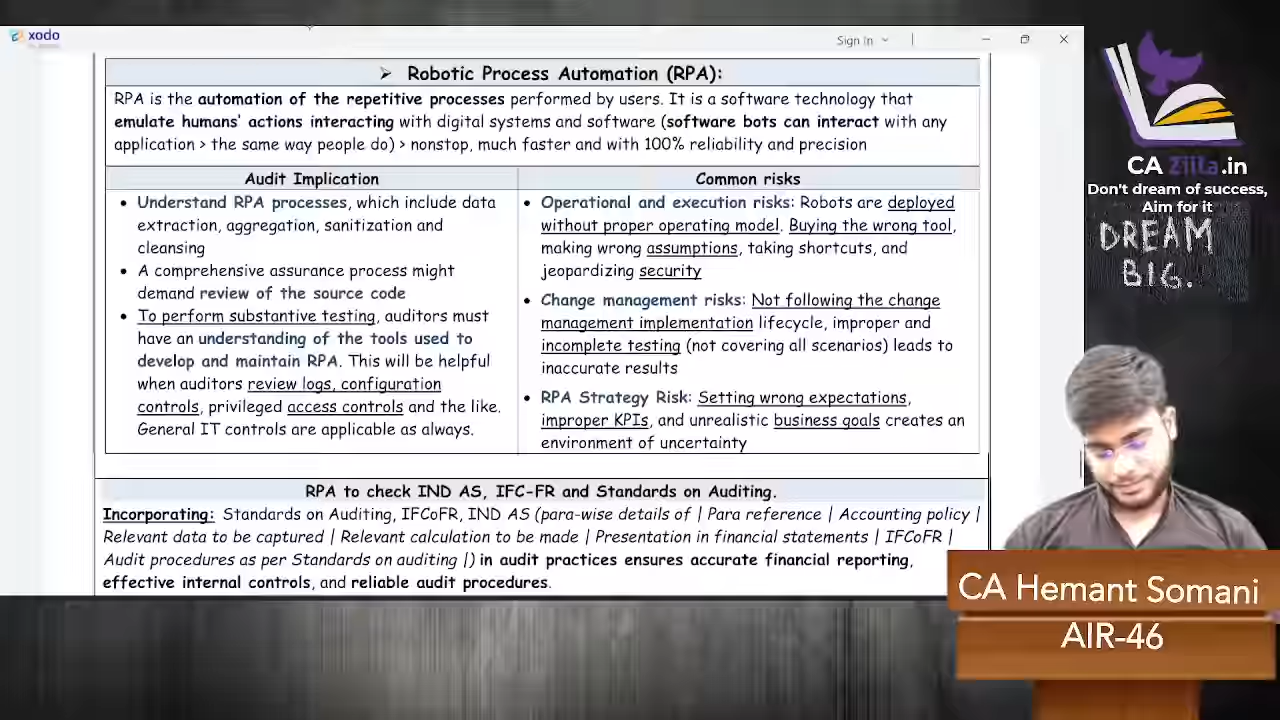 xodo
Sign In
➢ Robotic Process Automation (RPA):
RPA is the automation of the repetitive processes performed by users. It is a software technology that
emulate humans' actions interacting with digital systems and software (software bots can interact with any
application > the same way people do) > nonstop, much faster and with 100% reliability and precision
Audit Implication
• Understand RPA processes, which include data
extraction, aggregation, sanitization and
cleansing
• A comprehensive assurance process might
demand review of the source code
• To perform substantive testing, auditors must
have an understanding of the tools used to
develop and maintain RPA. This will be helpful
when auditors review logs, configuration
controls, privileged access controls and the like.
General IT controls are applicable as always.
Common risks
• Operational and execution risks: Robots are deployed
without proper operating model. Buying the wrong tool,
making wrong assumptions, taking shortcuts, and
jeopardizing security
• Change management risks: Not following the change
management implementation lifecycle, improper and
incomplete testing (not covering all scenarios) leads to
inaccurate results
• RPA Strategy Risk: Setting wrong expectations,
improper KPIs, and unrealistic business goals creates an
environment of uncertainty
RPA to check IND AS, IFC-FR and Standards on Auditing.
Incorporating: Standards on Auditing, IFCoFR, IND AS (para-wise details of | Para reference | Accounting policy |
Relevant data to be captured | Relevant calculation to be made | Presentation in financial statements | IFCoFR |
Audit procedures as per Standards on auditing |) in audit practices ensures accurate financial reporting,
effective internal controls, and reliable audit procedures.
CA Ziila.in
Don't dream of success,
Aim for it
DREAM
BIG.
CA Hemant Somani
AIR-46